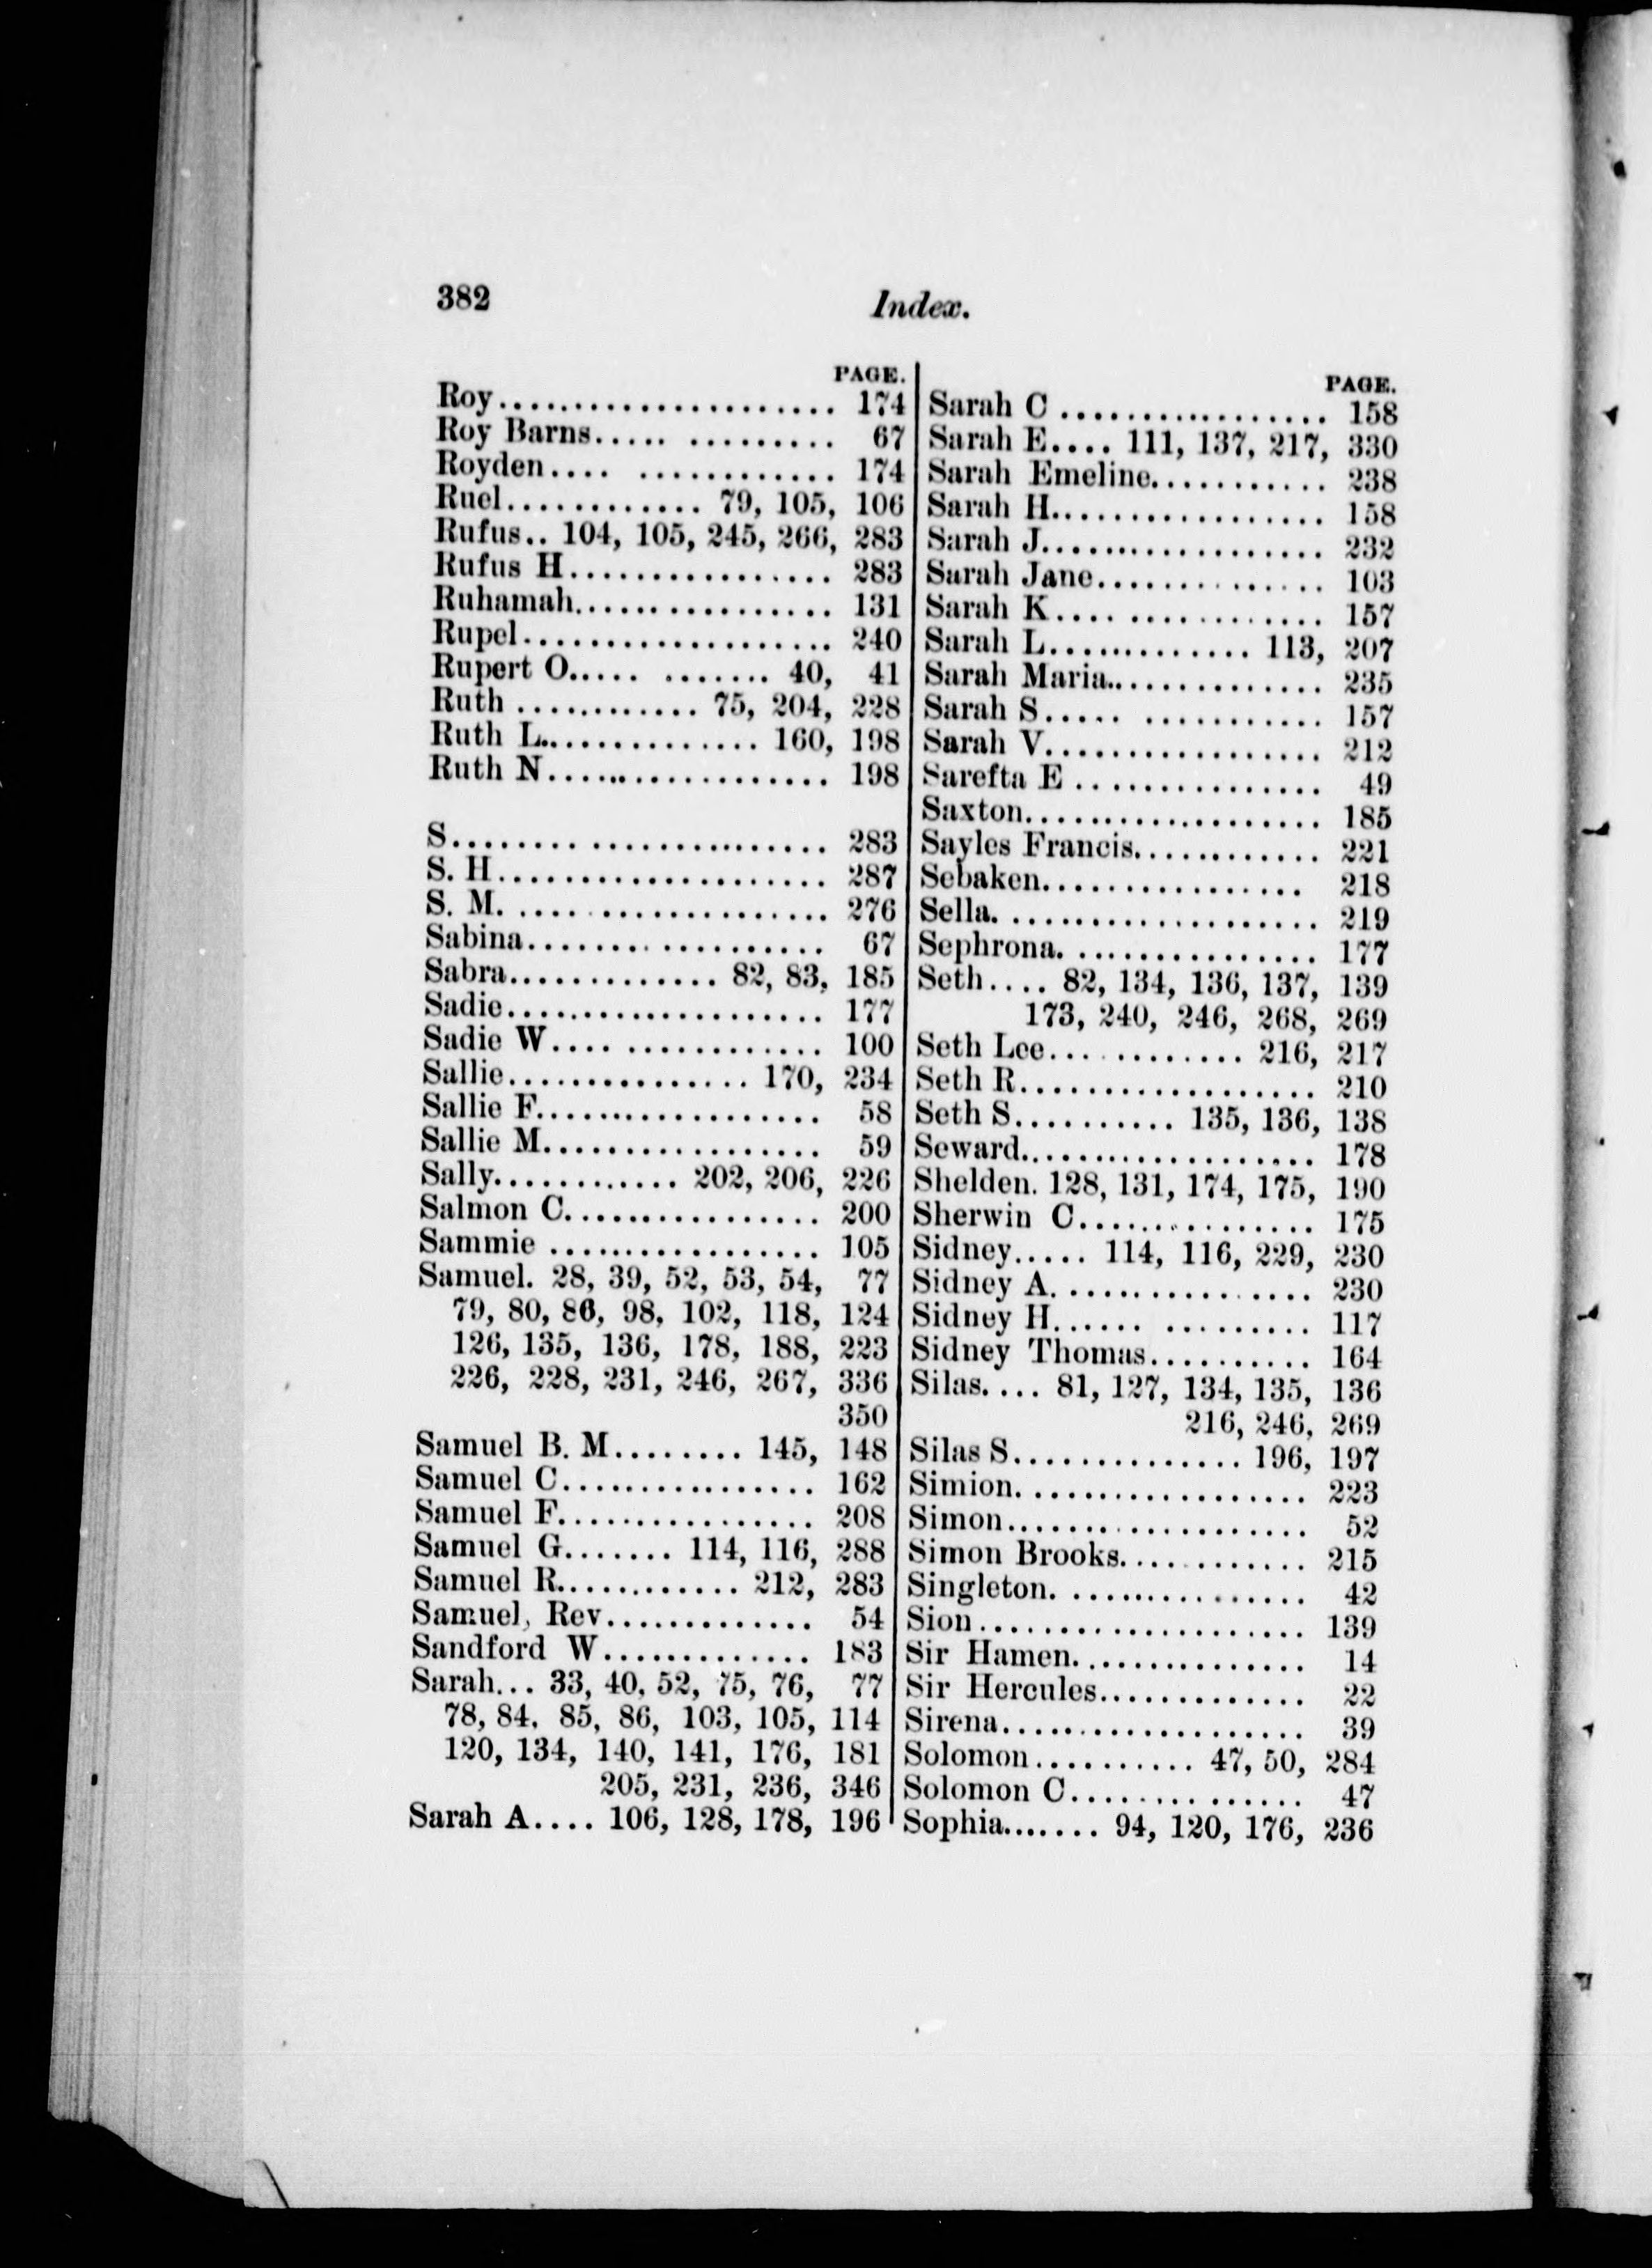 382
Index.
PAGE.
Roy..................... 174
Roy Barns..... ......... 67
Royden.... ............ 174
Ruel............ 79, 105, 106
Rufus.. 104, 105, 245, 266, 283
Rufus H................ 283
Ruhamah................ 131
Rupel................... 240
Rupert O..... ....... 40, 41
Ruth ............ 75, 204, 228
Ruth L.............. 160, 198
Ruth N................. 198
S....................... 283
S. H.................... 287
S. M. ................... 276
Sabina.................. 67
Sabra............. 82, 83, 185
Sadie.................... 177
Sadie W.... ............ 100
Sallie............... 170, 234
Sallie F................. 58
Sallie M................. 59
Sally............ 202, 206, 226
Salmon C................ 200
Sammie ................. 105
Samuel. 28, 39, 52, 53, 54, 77
79, 80, 86, 98, 102, 118, 124
126, 135, 136, 178, 188, 223
226, 228, 231, 246, 267, 336
350
Samuel B. M........ 145, 148
Samuel C................ 162
Samuel F................ 208
Samuel G....... 114, 116, 288
Samuel R............ 212, 283
Samuel, Rev............. 54
Sandford W............. 183
Sarah... 33, 40, 52, 75, 76, 77
78, 84, 85, 86, 103, 105, 114
120, 134, 140, 141, 176, 181
205, 231, 236, 346
Sarah A.... 106, 128, 178, 196
PAGE.
Sarah C ................ 158
Sarah E.... 111, 137, 217, 330
Sarah Emeline........... 238
Sarah H................. 158
Sarah J.................. 232
Sarah Jane.............. 103
Sarah K................. 157
Sarah L............. 113, 207
Sarah Maria............. 235
Sarah S..... ........... 157
Sarah V................. 212
Sarefta E ............... 49
Saxton................... 185
Sayles Francis............ 221
Sebaken................ 218
Sella. ................... 219
Sephrona. ............... 177
Seth.... 82, 134, 136, 137, 139
173, 240, 246, 268, 269
Seth Lee............ 216, 217
Seth R.................. 210
Seth S.......... 135, 136, 138
Seward.................. 178
Shelden. 128, 131, 174, 175, 190
Sherwin C.............. 175
Sidney..... 114, 116, 229, 230
Sidney A................ 230
Sidney H...... ......... 117
Sidney Thomas.......... 164
Silas.... 81, 127, 134, 135, 136
216, 246, 269
Silas S.............. 196, 197
Simion.................. 223
Simon................... 52
Simon Brooks............ 215
Singleton. ............... 42
Sion..................... 139
Sir Hamen............... 14
Sir Hercules............. 22
Sirena................... 39
Solomon.......... 47, 50, 284
Solomon C.............. 47
Sophia....... 94, 120, 176, 236